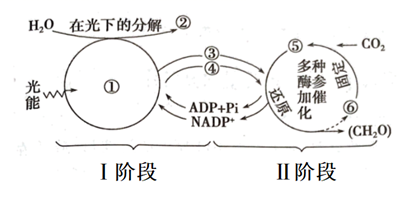 H₂O 在光下的分解 ②
光能 ① ③ ④
ADP+Pi
NADP⁺
⑤ CO₂
多种酶参加催化
固定
还原
⑥
(CH₂O)
Ⅰ阶段 Ⅱ阶段